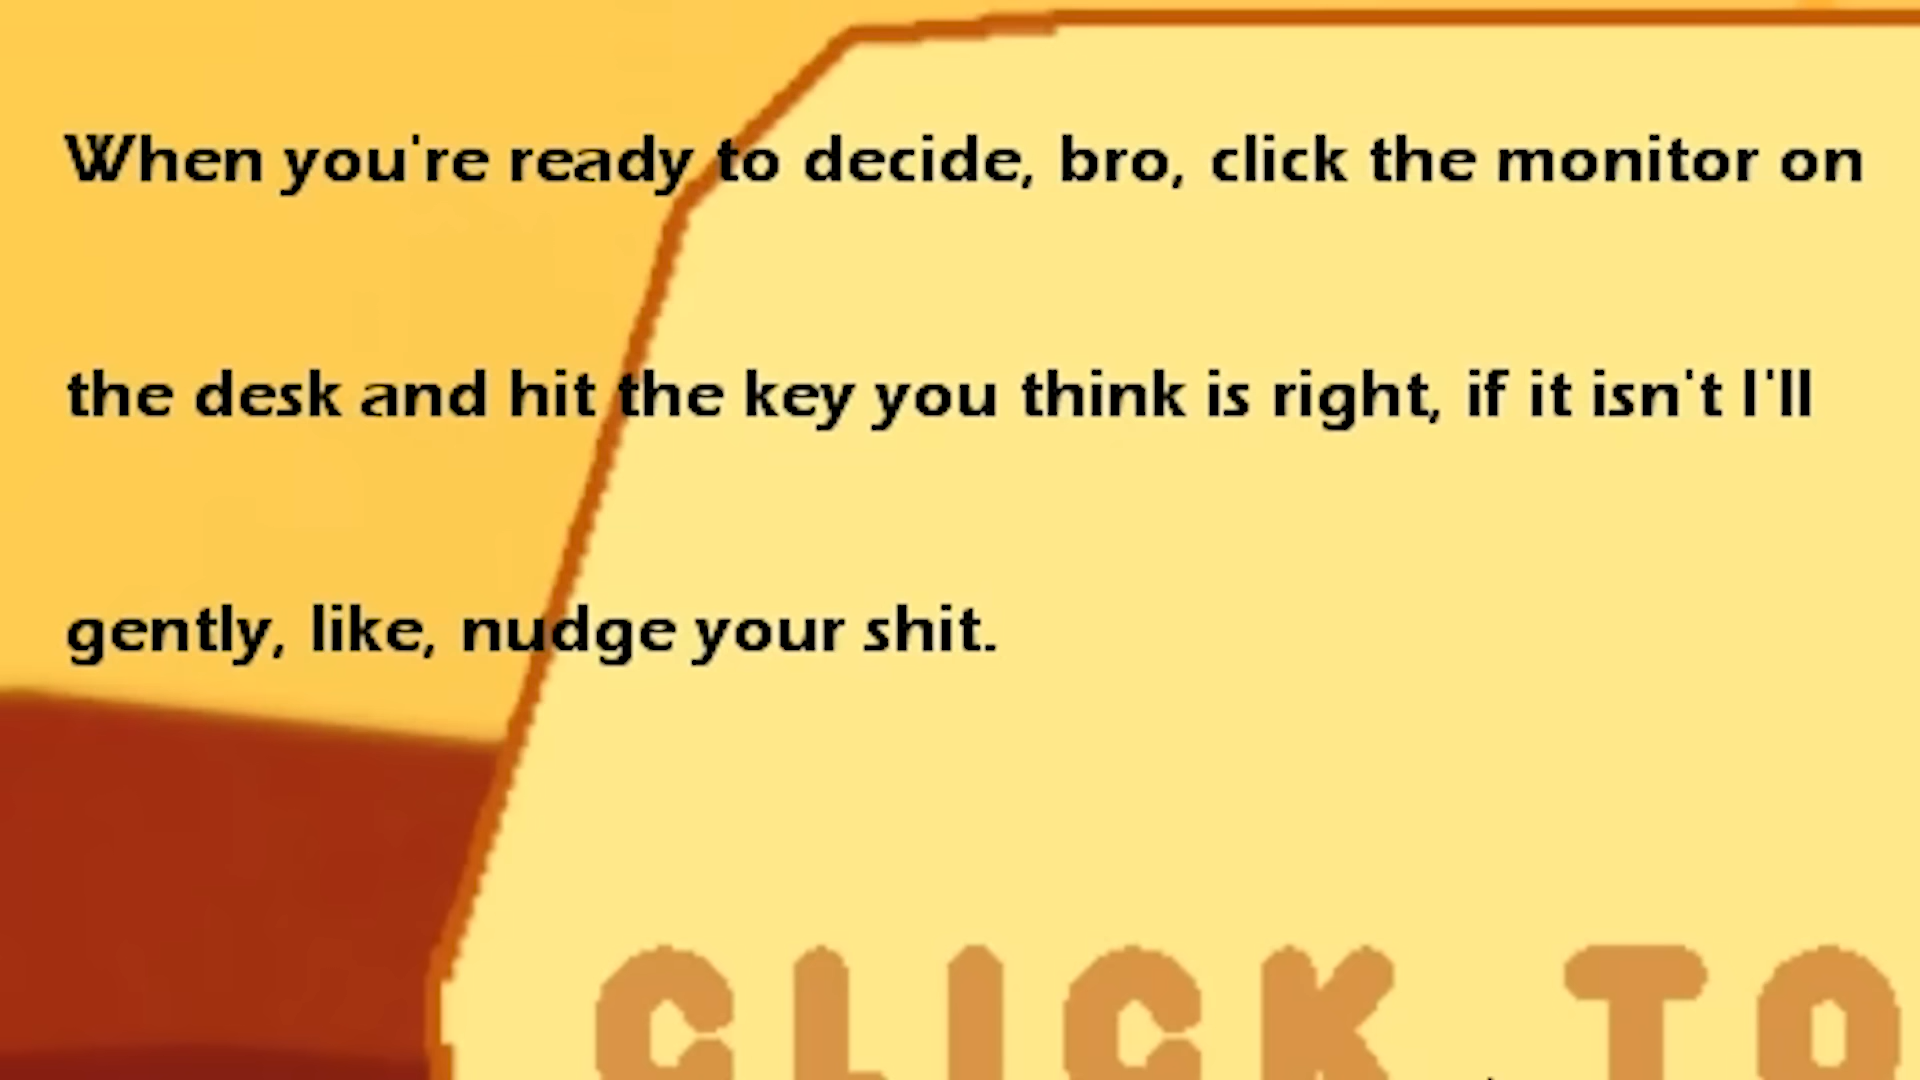 When you're ready to decide, bro, click the monitor on
the desk and hit the key you think is right, if it isn't I'll
gently, like, nudge your shit.
CLICK TO